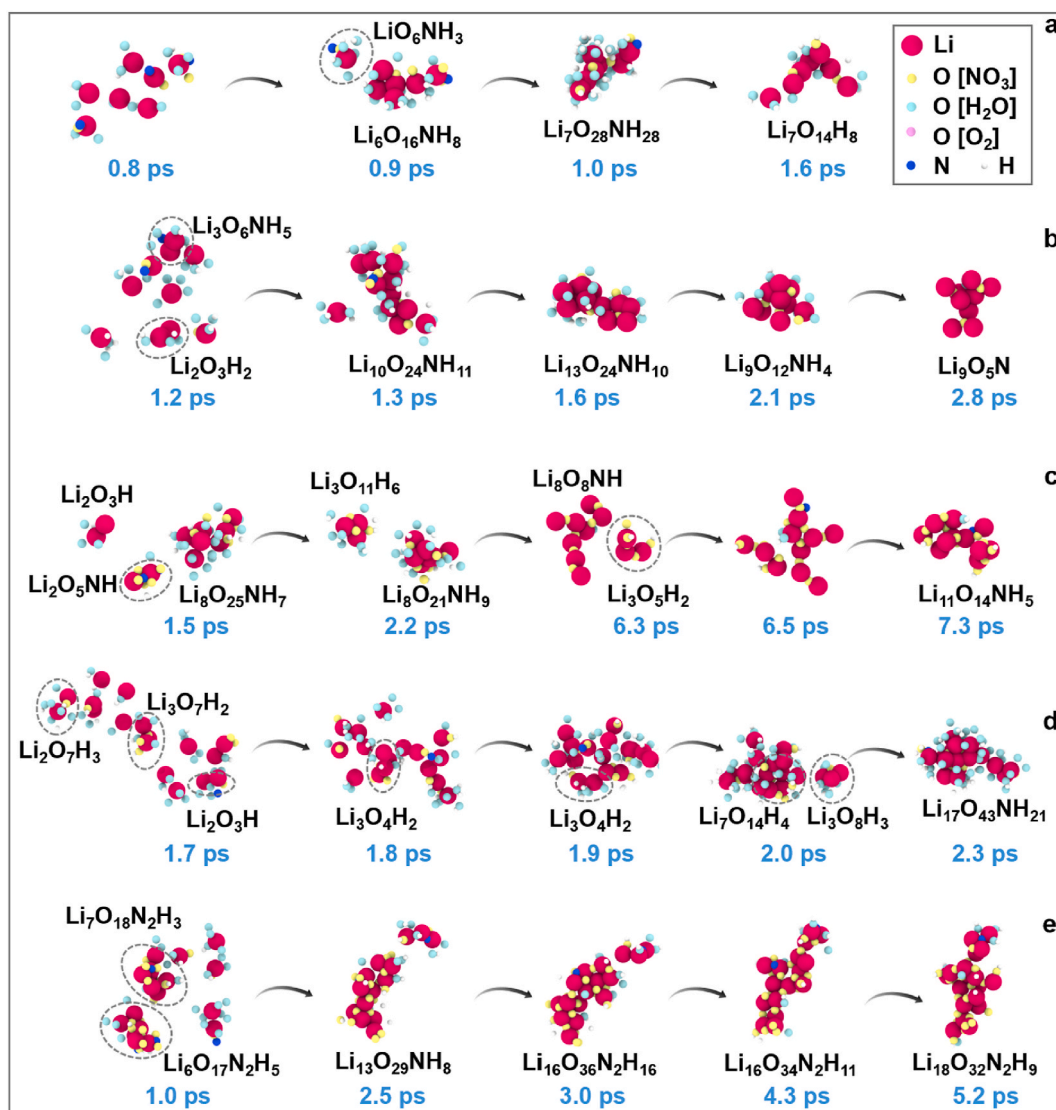 a
LiO₆NH₃
Li₆O₁₆NH₈
Li₇O₂₈NH₂₈
Li₇O₁₄H₈
0.8 ps
0.9 ps
1.0 ps
1.6 ps
Li
O [NO₃]
O [H₂O]
O [O₂]
N H
b
Li₃O₆NH₅
Li₂O₃H₂
Li₁₀O₂₄NH₁₁
Li₁₃O₂₄NH₁₀
Li₉O₁₂NH₄
Li₉O₅N
1.2 ps
1.3 ps
1.6 ps
2.1 ps
2.8 ps
c
Li₂O₃H
Li₂O₅NH
Li₈O₂₅NH₇
Li₃O₁₁H₆
Li₈O₂₁NH₉
Li₈O₈NH
Li₃O₅H₂
Li₁₁O₁₄NH₅
1.5 ps
2.2 ps
6.3 ps
6.5 ps
7.3 ps
d
Li₂O₇H₃
Li₃O₇H₂
Li₂O₃H
Li₃O₄H₂
Li₃O₄H₂
Li₇O₁₄H₄
Li₃O₈H₃
Li₁₇O₄₃NH₂₁
1.7 ps
1.8 ps
1.9 ps
2.0 ps
2.3 ps
e
Li₇O₁₈N₂H₃
Li₆O₁₇N₂H₅
Li₁₃O₂₉NH₈
Li₁₆O₃₆N₂H₁₆
Li₁₆O₃₄N₂H₁₁
Li₁₈O₃₂N₂H₉
1.0 ps
2.5 ps
3.0 ps
4.3 ps
5.2 ps